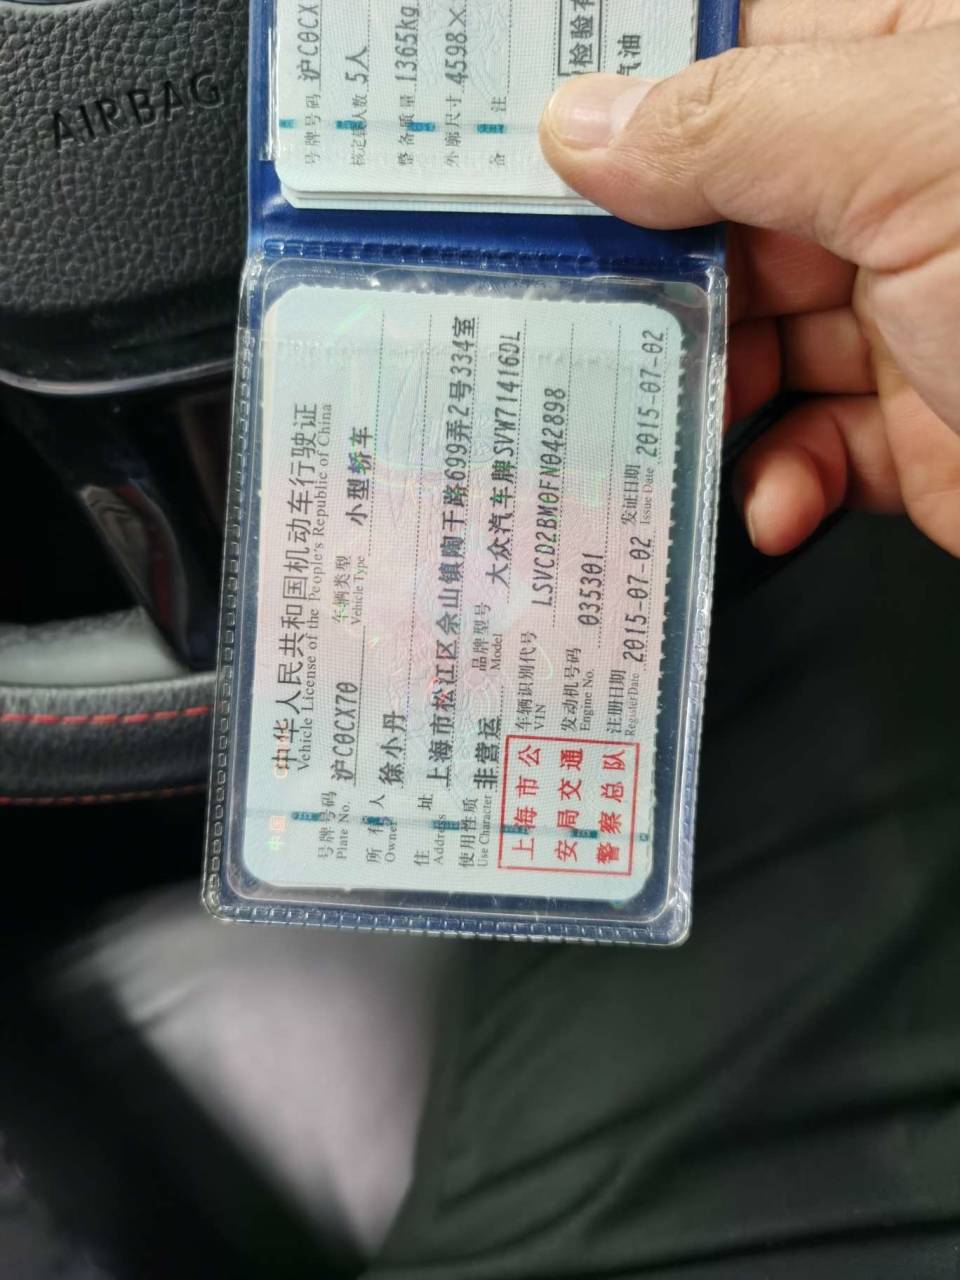 AIRBAG
号牌号码 沪C0CX
核定载人数 5人
整备质量 1365kg
外廓尺寸 4598×
备注
检验有
汽油
中国
中华人民共和国机动车行驶证
Vehicle License of the People's Republic of China
号牌号码 沪C0CX70 车辆类型 小型轿车
Plate No. Vehicle Type
所有人 徐小丹
Owner
住址 上海市松江区佘山镇陶干路699弄2号334室
Address
使用性质 非营运 品牌型号 大众汽车牌SVW71416DL
Use Character Model
车辆识别代号 LSVCD2BM0FN042898
VIN
发动机号码 035301
Engine No.
注册日期 2015-07-02 发证日期 2015-07-02
Register Date Issue Date
上海市公
安局交通
警察总队